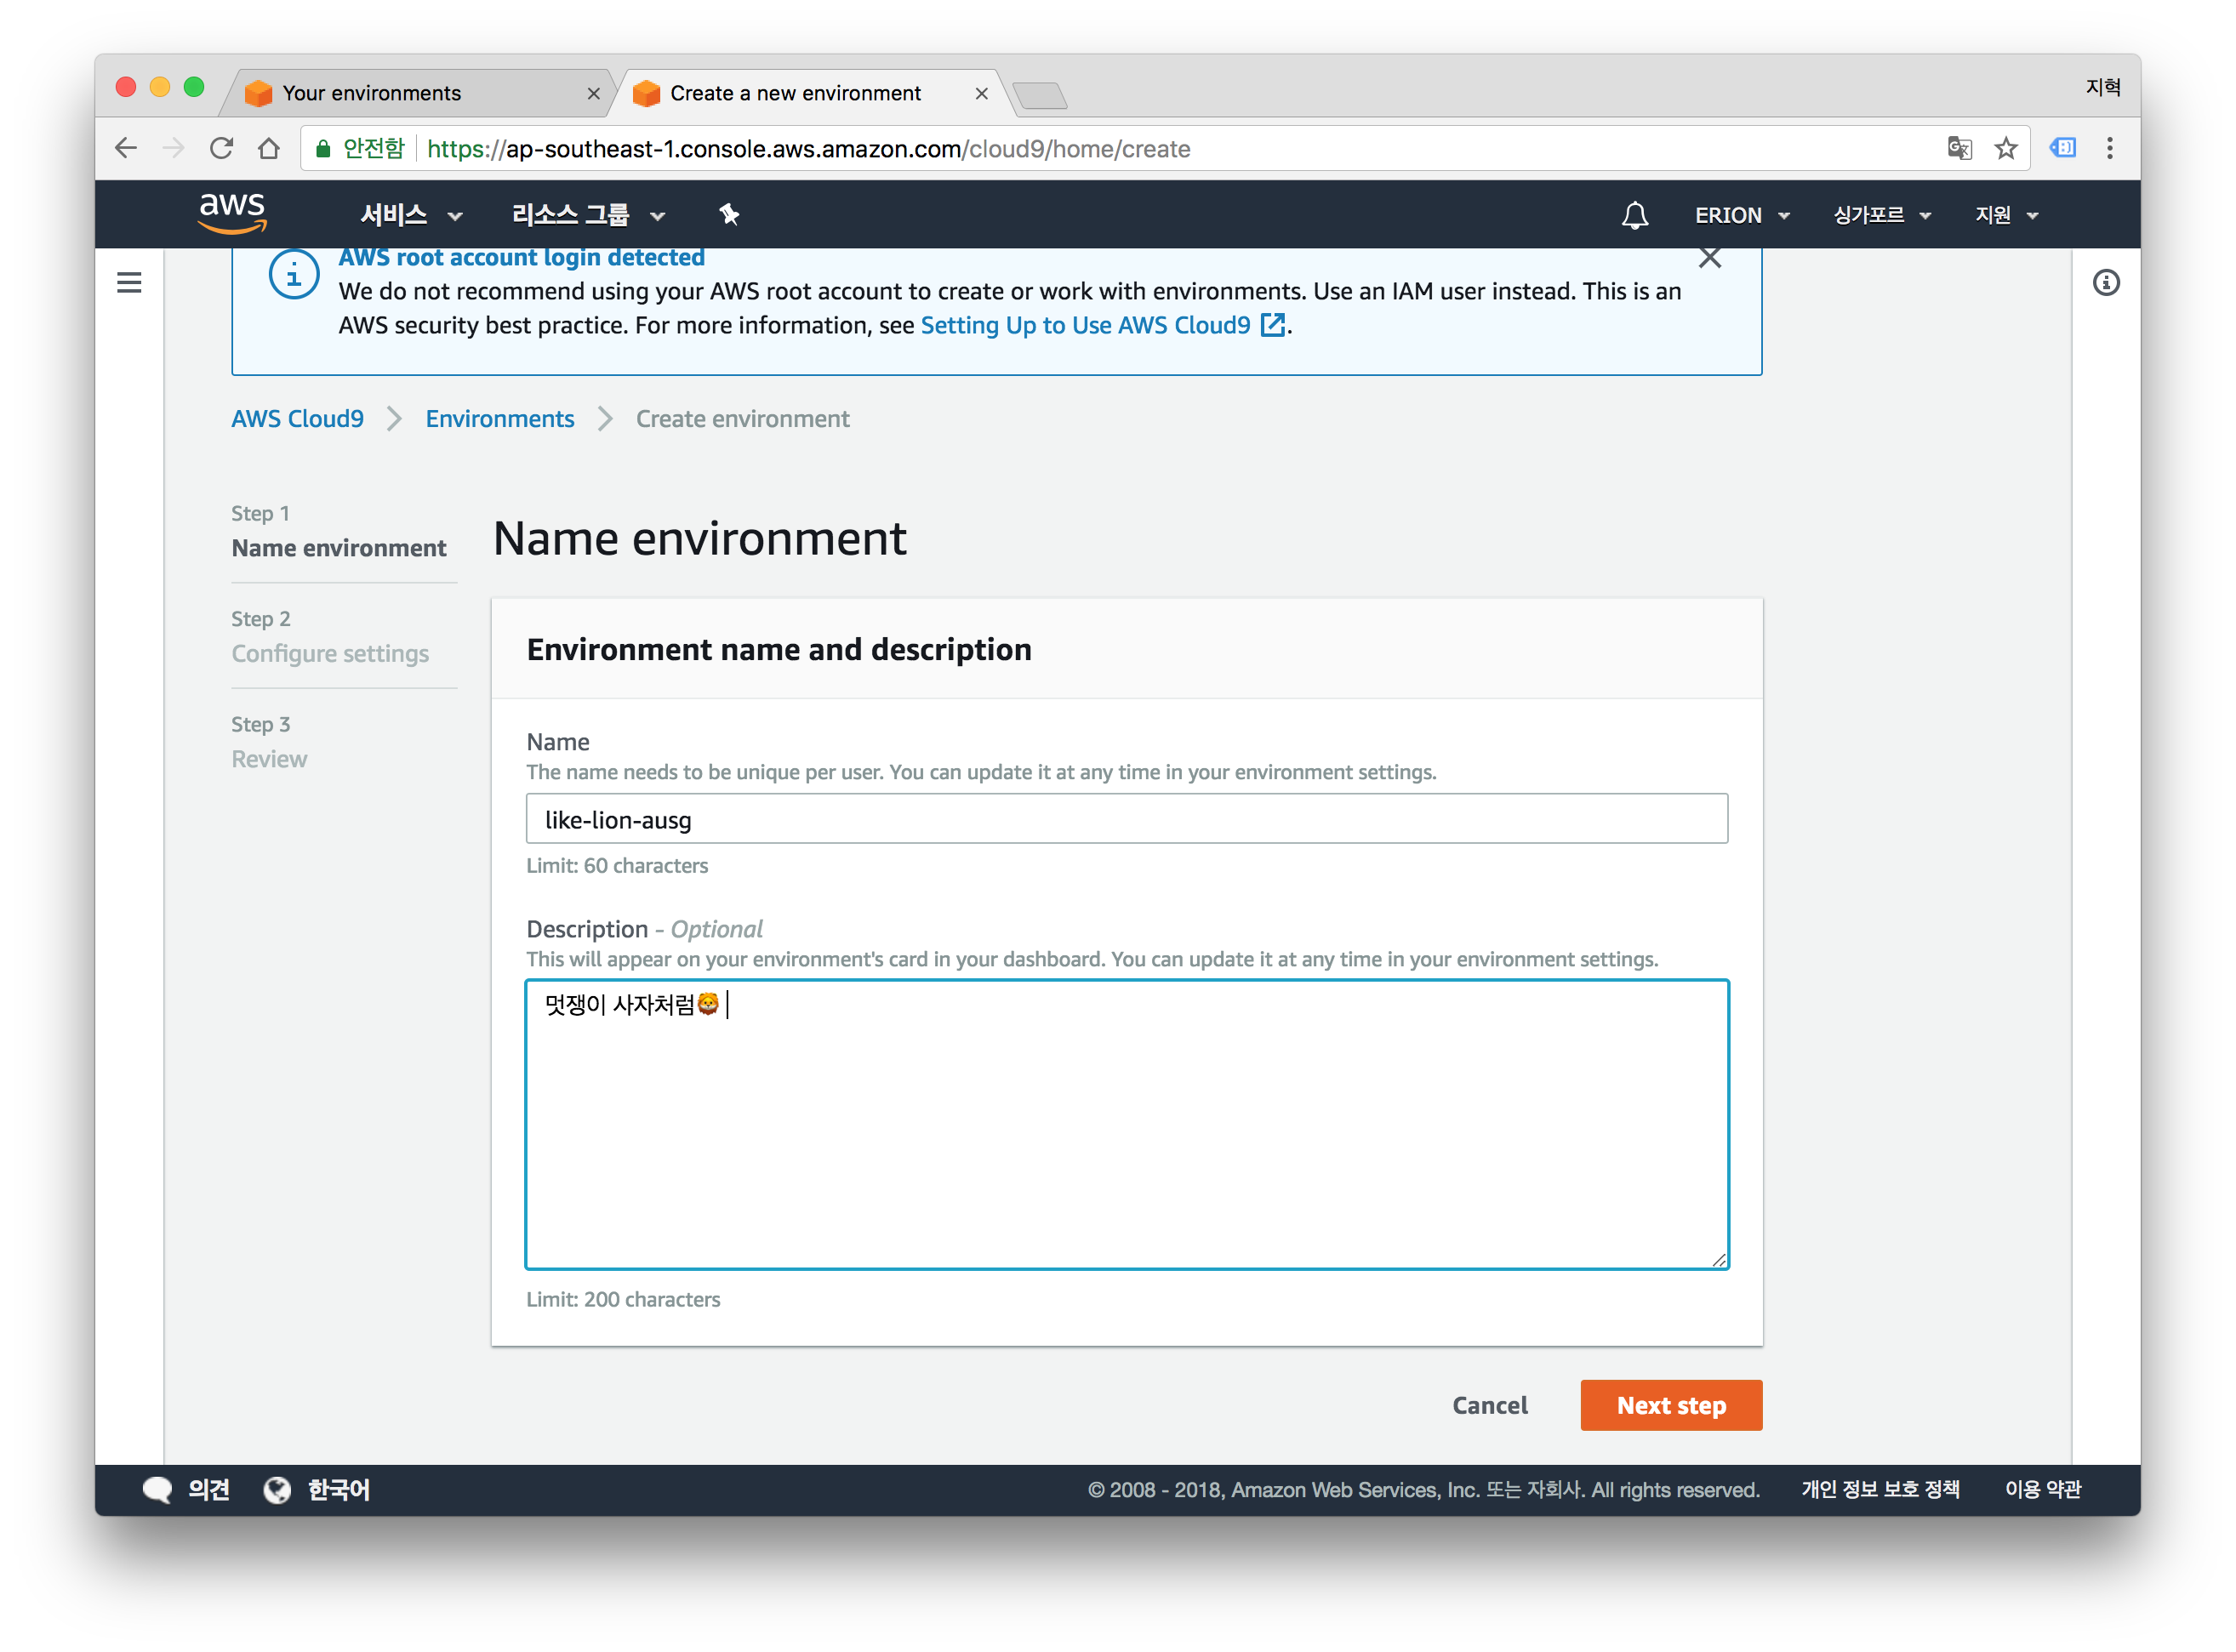 Your environments
Create a new environment
지혁
안전함 https://ap-southeast-1.console.aws.amazon.com/cloud9/home/create
aws 서비스 리소스 그룹 ERION 싱가포르 지원
AWS root account login detected
We do not recommend using your AWS root account to create or work with environments. Use an IAM user instead. This is an
AWS security best practice. For more information, see Setting Up to Use AWS Cloud9.
AWS Cloud9 Environments Create environment
Step 1
Name environment
Step 2
Configure settings
Step 3
Review
Name environment
Environment name and description
Name
The name needs to be unique per user. You can update it at any time in your environment settings.
like-lion-ausg
Limit: 60 characters
Description - Optional
This will appear on your environment's card in your dashboard. You can update it at any time in your environment settings.
멋쟁이 사자처럼🦁
Limit: 200 characters
Cancel Next step
의견 한국어 © 2008 - 2018, Amazon Web Services, Inc. 또는 자회사. All rights reserved. 개인 정보 보호 정책 이용 약관